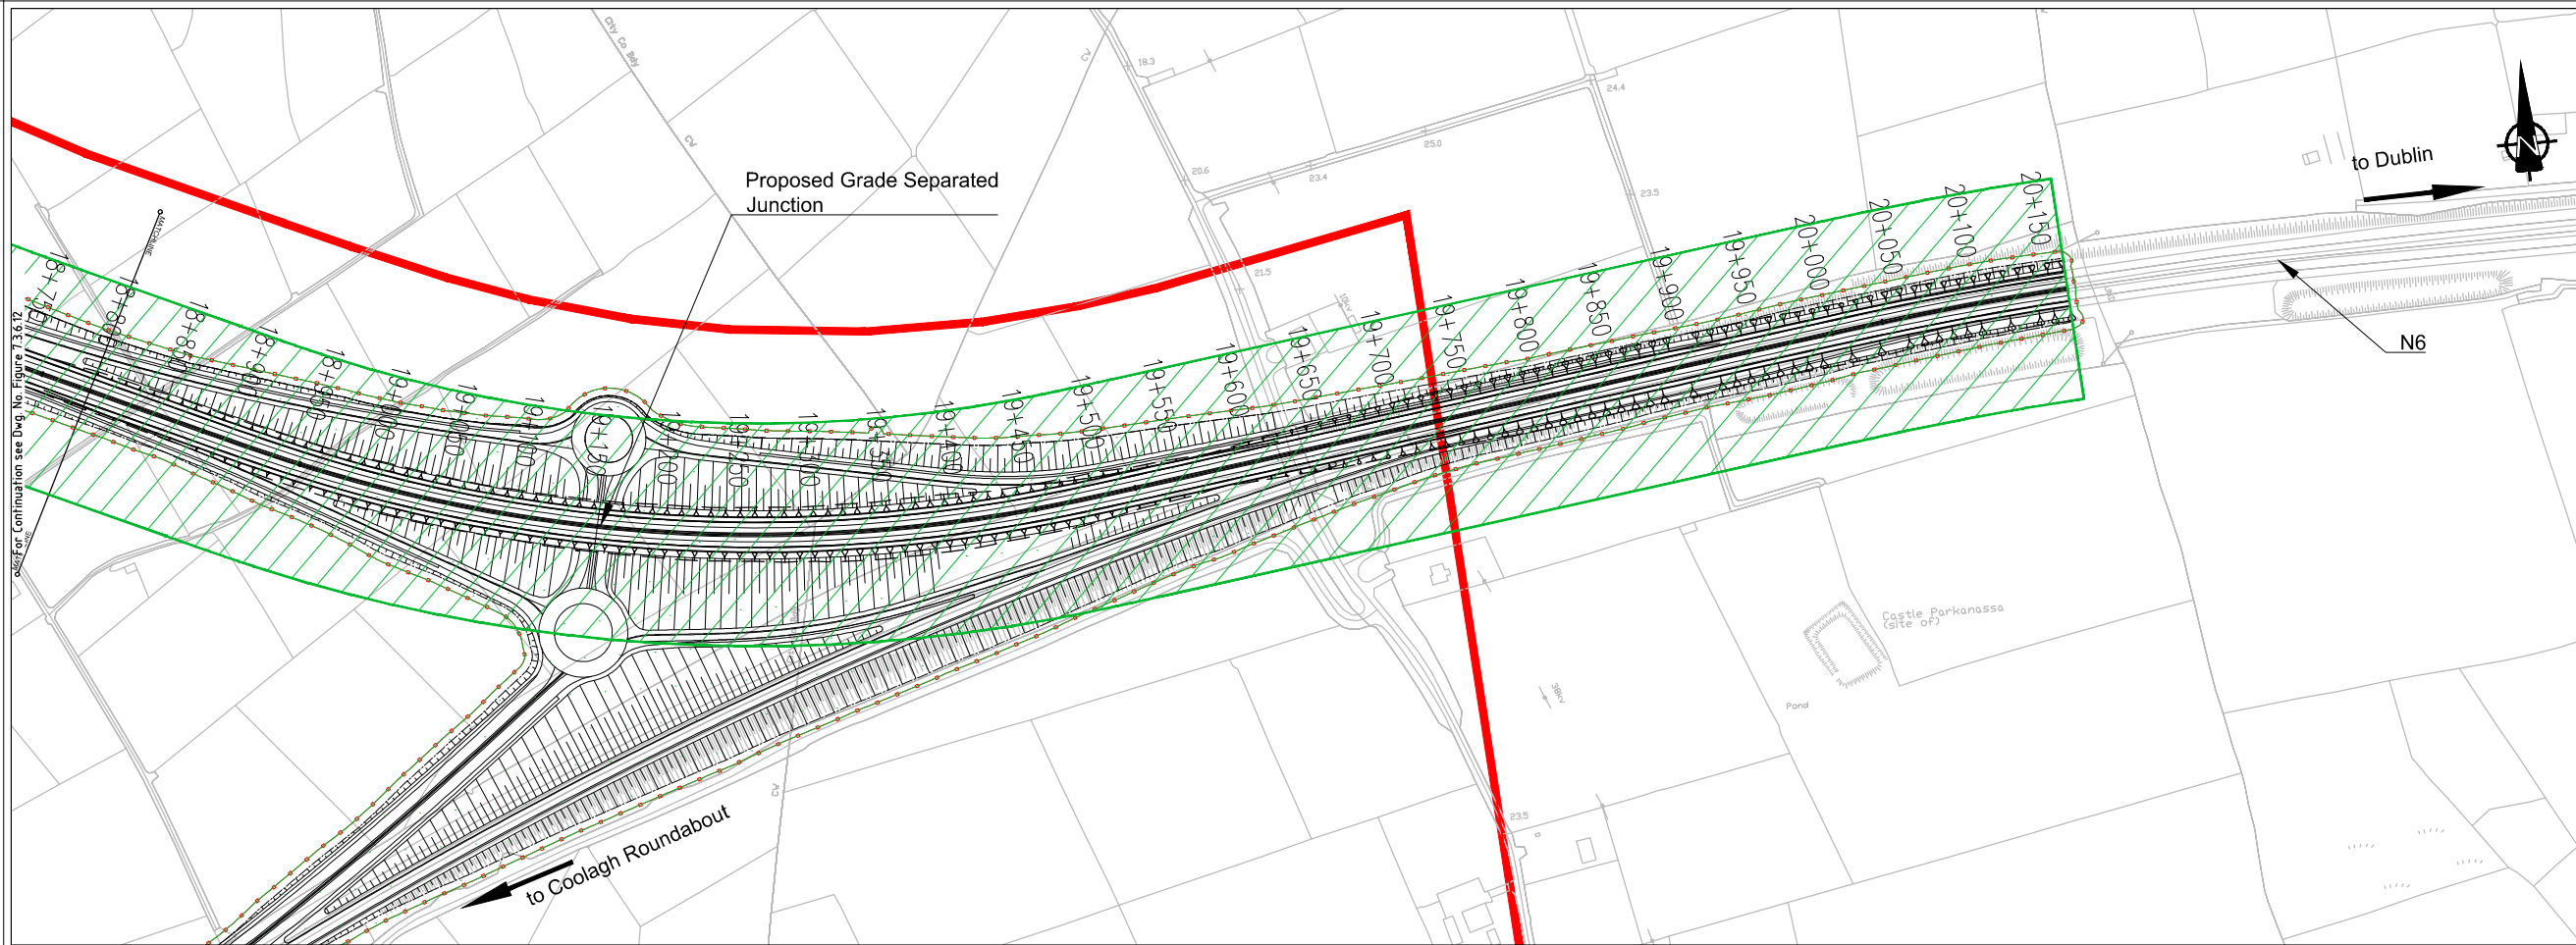 City Co Bdy
CW
18.3
20.6
21.5
24.4
25.0
23.4
23.5
10kv
to Dublin
N
N6
Proposed Grade Separated
Junction
MATCHLINE
For Continuation see Dwg. No. Figure 7.3.6.12
18+750
18+800
18+850
18+900
18+950
19+000
19+050
19+100
19+150
19+200
19+250
19+300
19+350
19+400
19+450
19+500
19+550
19+600
19+650
19+700
19+750
19+800
19+850
19+900
19+950
20+000
20+050
20+100
20+150
Castle Parkanassa
(site of)
Pond
38kv
23.5
CW
to Coolagh Roundabout